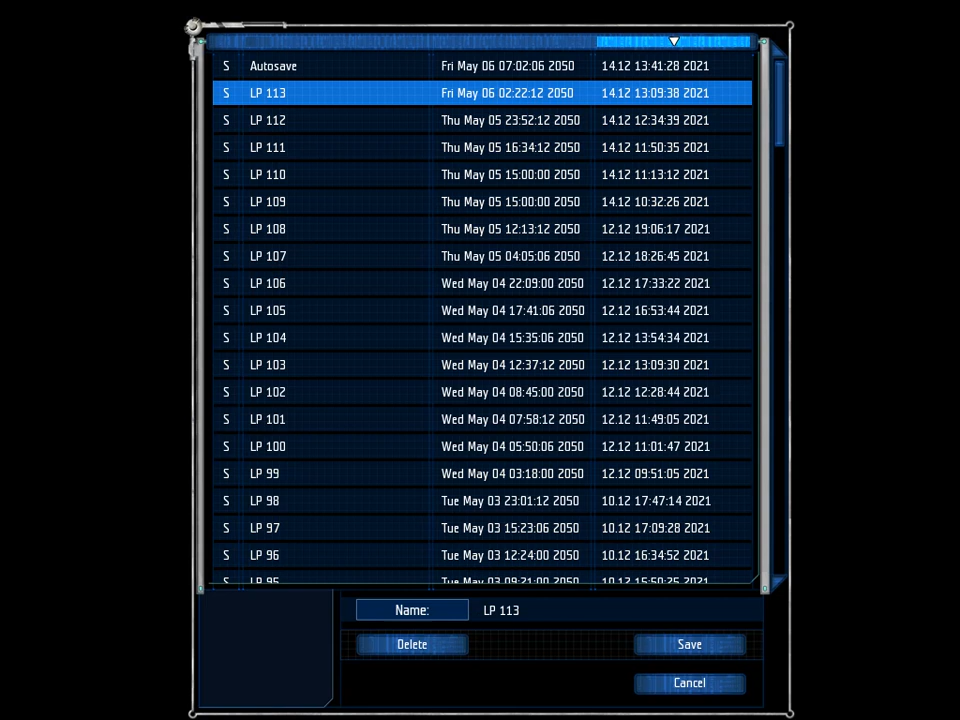 S Autosave Fri May 06 07:02:06 2050 14.12 13:41:28 2021
S LP 113 Fri May 06 02:22:12 2050 14.12 13:09:38 2021
S LP 112 Thu May 05 23:52:12 2050 14.12 12:34:39 2021
S LP 111 Thu May 05 16:34:12 2050 14.12 11:50:35 2021
S LP 110 Thu May 05 15:00:00 2050 14.12 11:13:12 2021
S LP 109 Thu May 05 15:00:00 2050 14.12 10:32:26 2021
S LP 108 Thu May 05 12:13:12 2050 12.12 19:06:17 2021
S LP 107 Thu May 05 04:05:06 2050 12.12 18:26:45 2021
S LP 106 Wed May 04 22:09:00 2050 12.12 17:33:22 2021
S LP 105 Wed May 04 17:41:06 2050 12.12 16:53:44 2021
S LP 104 Wed May 04 15:35:06 2050 12.12 13:54:34 2021
S LP 103 Wed May 04 12:37:12 2050 12.12 13:09:30 2021
S LP 102 Wed May 04 08:45:00 2050 12.12 12:28:44 2021
S LP 101 Wed May 04 07:58:12 2050 12.12 11:49:05 2021
S LP 100 Wed May 04 05:50:06 2050 12.12 11:01:47 2021
S LP 99 Wed May 04 03:18:00 2050 12.12 09:51:05 2021
S LP 98 Tue May 03 23:01:12 2050 10.12 17:47:14 2021
S LP 97 Tue May 03 15:23:06 2050 10.12 17:09:28 2021
S LP 96 Tue May 03 12:24:00 2050 10.12 16:34:52 2021
S LP 95 Tue May 03 09:21:00 2050 10.12 15:50:25 2021
Name: LP 113
Delete Save
Cancel